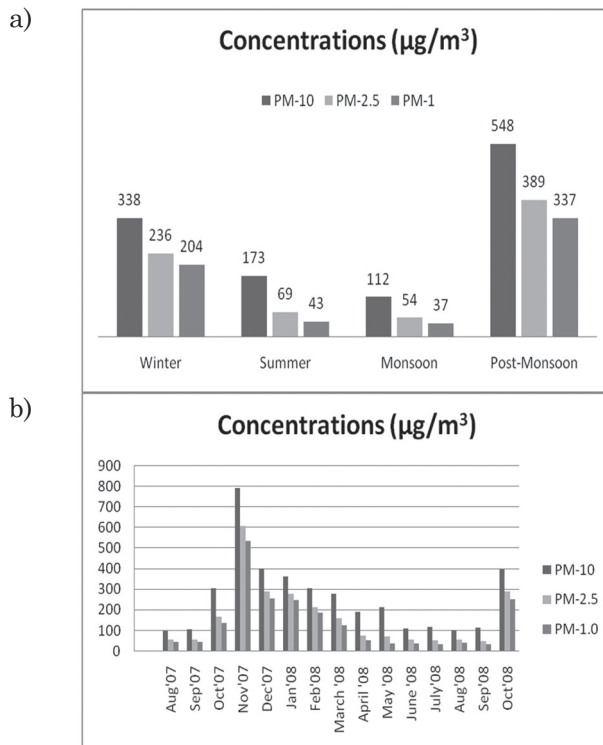 a)
Concentrations (µg/m³)
PM-10 PM-2.5 PM-1
338 236 204 173 69 43 112 54 37 548 389 337
Winter Summer Monsoon Post-Monsoon
b)
Concentrations (µg/m³)
900
800
700
600
500
400
300
200
100
0
PM-10
PM-2.5
PM-1.0
Aug'07
Sep'07
Oct'07
Nov'07
Dec'07
Jan'08
Feb'08
March '08
April '08
May '08
June '08
July'08
Aug'08
Sep'08
Oct'08